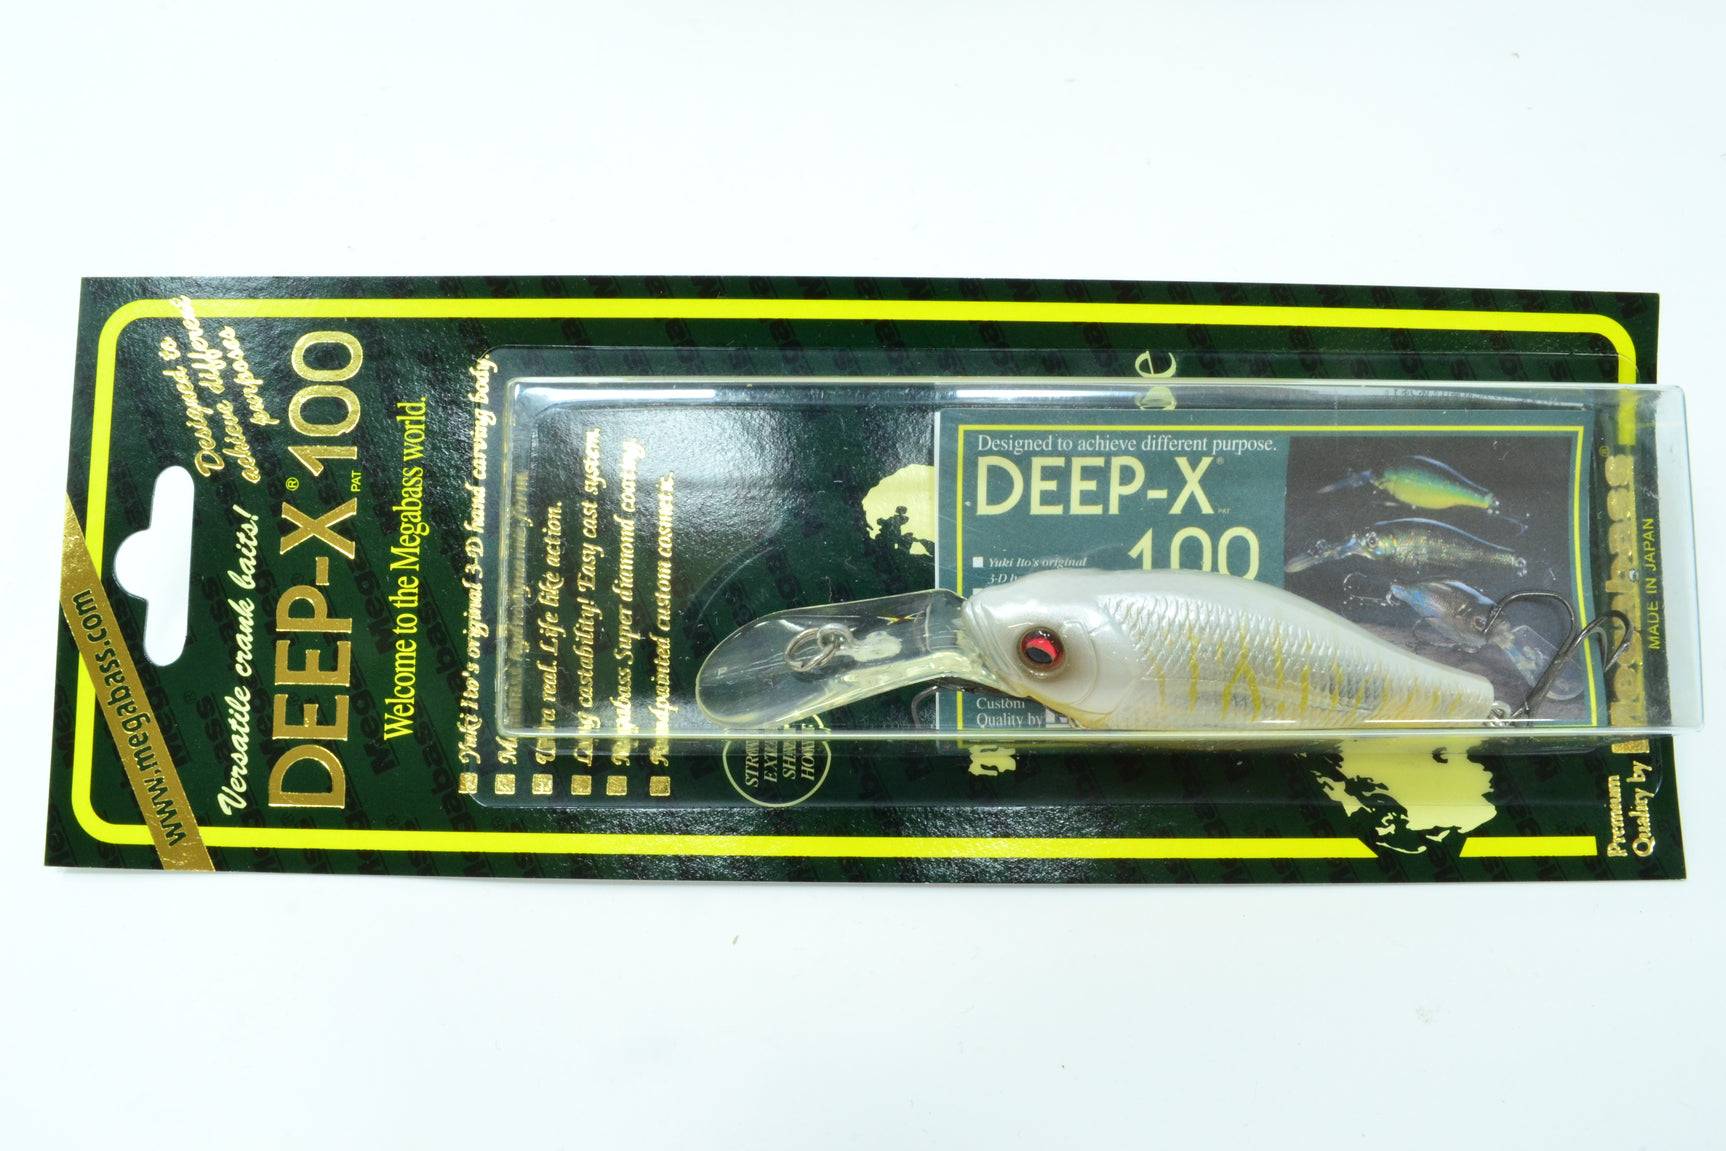 www.megabass.com
Designed to
achieve different
purposes
Versatile crank baits!
DEEP-X® 100
PAT
Welcome to the Megabass world.
Yuki Ito's original 3-D hand carving body.
Ultra real. Life like action.
Long castability! Easy cast system.
Megabass Super diamond coating.
Handpainted custom cosmetic.
Designed to achieve different purpose.
DEEP-X®
PAT
100
Yuki Ito's original
Custom
Quality by
Premium
Quality by Megabass®
MADE IN JAPAN